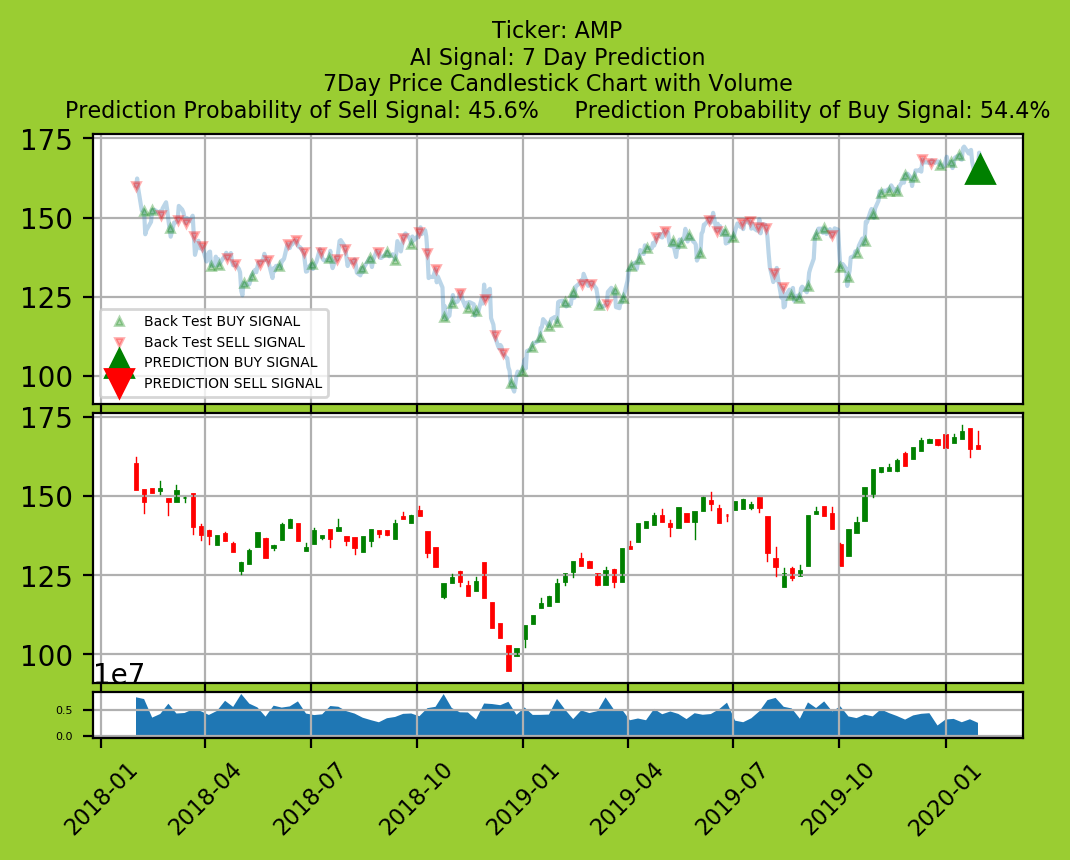 Ticker: AMP
AI Signal: 7 Day Prediction
7Day Price Candlestick Chart with Volume
Prediction Probability of Sell Signal: 45.6%     Prediction Probability of Buy Signal: 54.4%
175
150
125
100
Back Test BUY SIGNAL
Back Test SELL SIGNAL
PREDICTION BUY SIGNAL
PREDICTION SELL SIGNAL
175
150
125
100
1e7
0.5
0.0
2018-01
2018-04
2018-07
2018-10
2019-01
2019-04
2019-07
2019-10
2020-01